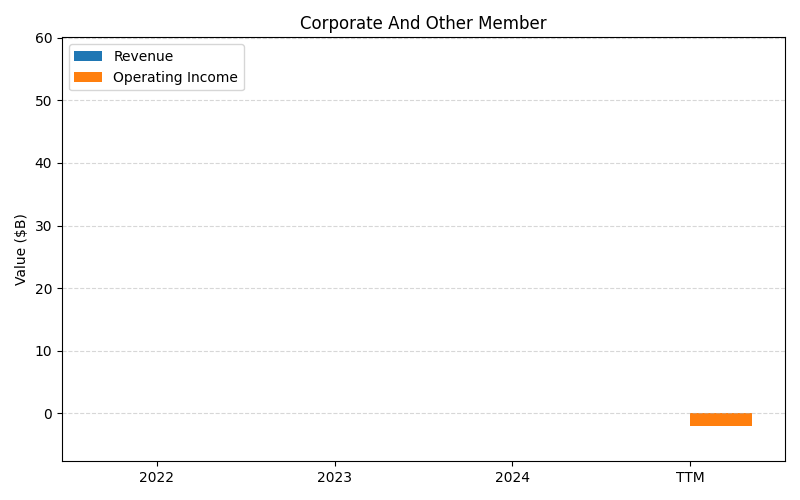 Corporate And Other Member
Revenue
Operating Income
Value ($B)
60
50
40
30
20
10
0
2022
2023
2024
TTM